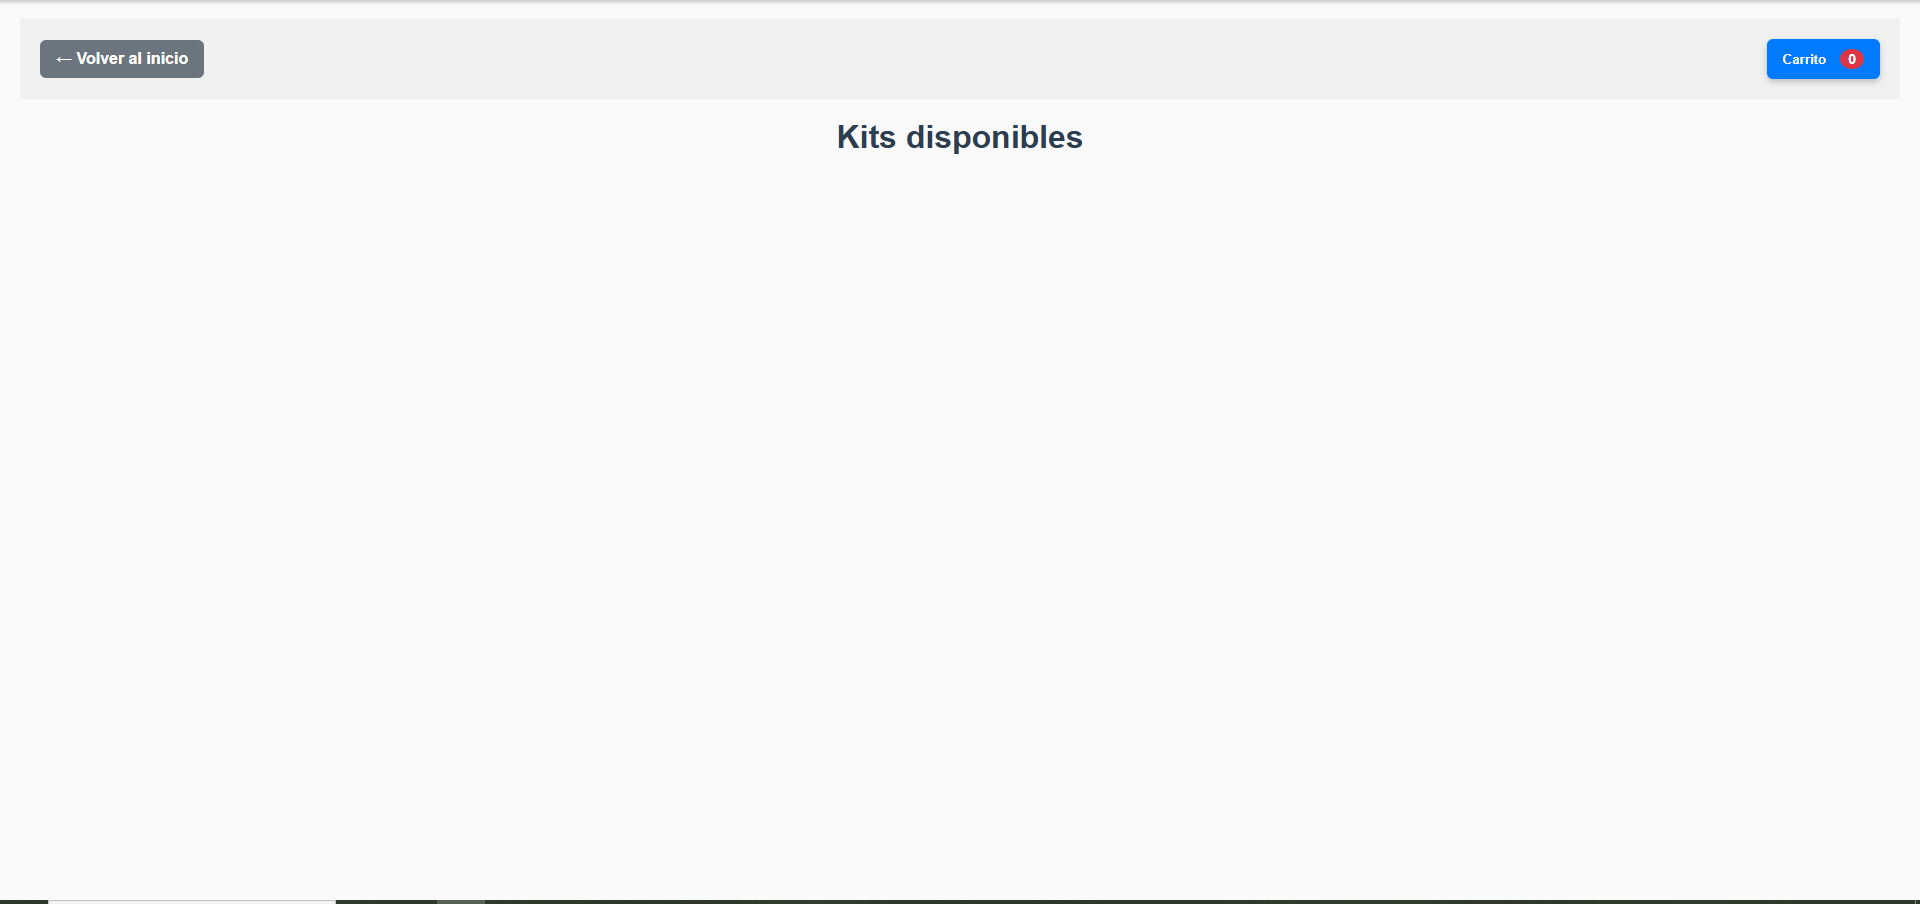 ← Volver al inicio
Carrito 0
Kits disponibles